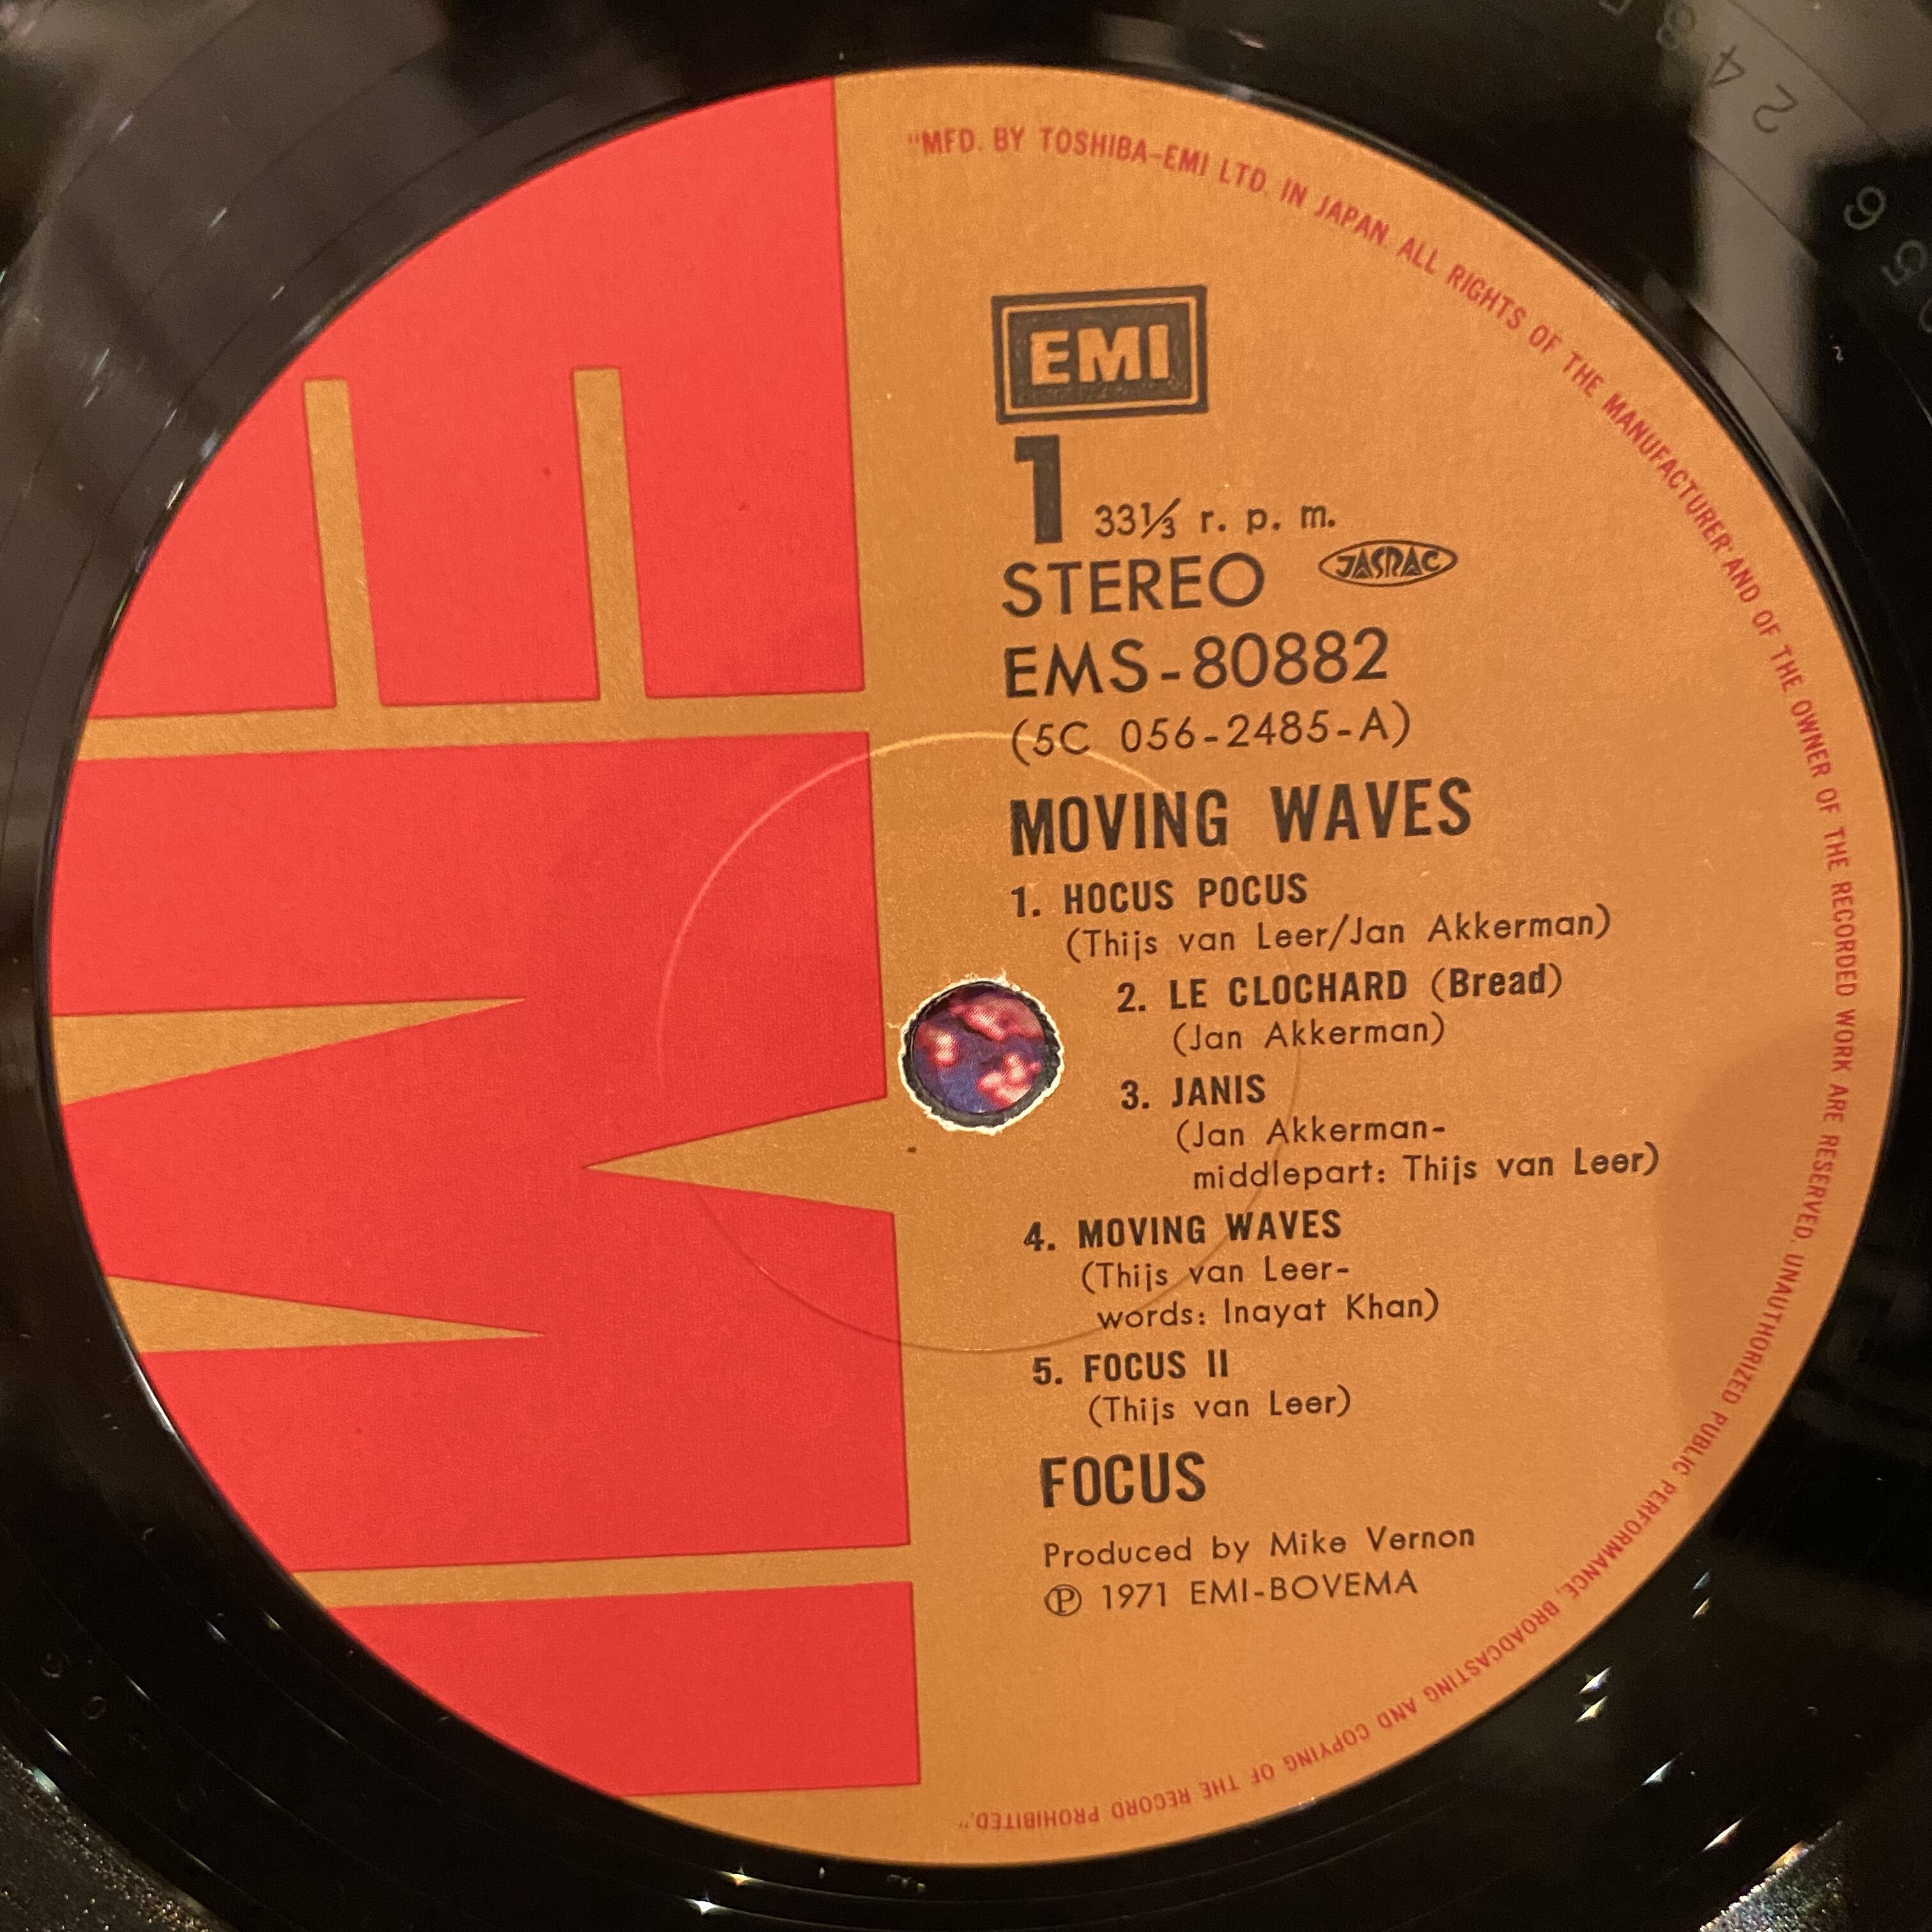 "MFD. BY TOSHIBA-EMI LTD. IN JAPAN. ALL RIGHTS OF THE MANUFACTURER AND OF THE OWNER OF THE RECORDED WORK ARE RESERVED. UNAUTHORIZED PUBLIC PERFORMANCE, BROADCASTING AND COPYING OF THE RECORD PROHIBITED."
EMI
EMI
1 33⅓ r. p. m.
STEREO JASRAC
EMS-80882
(5C 056-2485-A)
MOVING WAVES
1. HOCUS POCUS
(Thijs van Leer/Jan Akkerman)
2. LE CLOCHARD (Bread)
(Jan Akkerman)
3. JANIS
(Jan Akkerman-
middlepart: Thijs van Leer)
4. MOVING WAVES
(Thijs van Leer-
words: Inayat Khan)
5. FOCUS II
(Thijs van Leer)
FOCUS
Produced by Mike Vernon
℗ 1971 EMI-BOVEMA